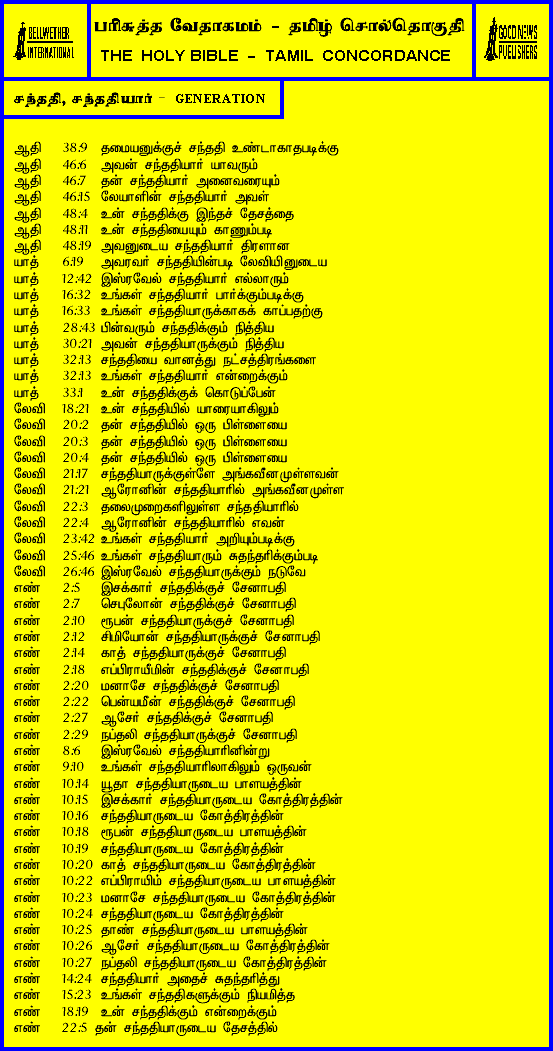 BELLWETHER
INTERNATIONAL
பரிசுத்த வேதாகமம் - தமிழ் சொல்தொகுதி
THE HOLY BIBLE - TAMIL CONCORDANCE
GOOD NEWS
PUBLISHERS
சந்ததி, சந்ததியார் - GENERATION
ஆதி 38:9 தமையனுக்குச் சந்ததி உண்டாகாதபடிக்கு
ஆதி 46:6 அவன் சந்ததியார் யாவரும்
ஆதி 46:7 தன் சந்ததியார் அனைவரையும்
ஆதி 46:15 லேயாளின் சந்ததியார் அவள்
ஆதி 48:4 உன் சந்ததிக்கு இந்தச் தேசத்தை
ஆதி 48:11 உன் சந்ததியையும் காணும்படி
ஆதி 48:19 அவனுடைய சந்ததியார் திரளான
யாத் 6:19 அவரவர் சந்ததியின்படி லேவியினுடைய
யாத் 12:42 இஸ்ரவேல் சந்ததியார் எல்லாரும்
யாத் 16:32 உங்கள் சந்ததியார் பார்க்கும்படிக்கு
யாத் 16:33 உங்கள் சந்ததியாருக்காகக் காப்பதற்கு
யாத் 28:43 பின்வரும் சந்ததிக்கும் நித்திய
யாத் 30:21 அவன் சந்ததியாருக்கும் நித்திய
யாத் 32:13 சந்ததியை வானத்து நட்சத்திரங்களை
யாத் 32:13 உங்கள் சந்ததியார் என்றைக்கும்
யாத் 33:1 உன் சந்ததிக்குக் கொடுப்பேன்
லேவி 18:21 உன் சந்ததியில் யாரையாகிலும்
லேவி 20:2 தன் சந்ததியில் ஒரு பிள்ளையை
லேவி 20:3 தன் சந்ததியில் ஒரு பிள்ளையை
லேவி 20:4 தன் சந்ததியில் ஒரு பிள்ளையை
லேவி 21:17 சந்ததியாருக்குள்ளே அங்கவீனமுள்ளவன்
லேவி 21:21 ஆரோனின் சந்ததியாரில் அங்கவீனமுள்ள
லேவி 22:3 தலைமுறைகளிலுள்ள சந்ததியாரில்
லேவி 22:4 ஆரோனின் சந்ததியாரில் எவன்
லேவி 23:42 உங்கள் சந்ததியார் அறியும்படிக்கு
லேவி 25:46 உங்கள் சந்ததியாரும் சுதந்தரிக்கும்படி
லேவி 26:46 இஸ்ரவேல் சந்ததியாருக்கும் நடுவே
எண் 2:5 இசக்கார் சந்ததிக்குச் சேனாபதி
எண் 2:7 செபுலோன் சந்ததிக்குச் சேனாபதி
எண் 2:10 ரூபன் சந்ததியாருக்குச் சேனாபதி
எண் 2:12 சிமியோன் சந்ததியாருக்குச் சேனாபதி
எண் 2:14 காத் சந்ததியாருக்குச் சேனாபதி
எண் 2:18 எப்பிராயீமின் சந்ததிக்குச் சேனாபதி
எண் 2:20 மனாசே சந்ததிக்குச் சேனாபதி
எண் 2:22 பென்யமீன் சந்ததிக்குச் சேனாபதி
எண் 2:27 ஆசேர் சந்ததிக்குச் சேனாபதி
எண் 2:29 நப்தலி சந்ததியாருக்குச் சேனாபதி
எண் 8:6 இஸ்ரவேல் சந்ததியாரினின்று
எண் 9:10 உங்கள் சந்ததியாரிலாகிலும் ஒருவன்
எண் 10:14 யூதா சந்ததியாருடைய பாளயத்தின்
எண் 10:15 இசக்கார் சந்ததியாருடைய கோத்திரத்தின்
எண் 10:16 சந்ததியாருடைய கோத்திரத்தின்
எண் 10:18 ரூபன் சந்ததியாருடைய பாளயத்தின்
எண் 10:19 சந்ததியாருடைய கோத்திரத்தின்
எண் 10:20 காத் சந்ததியாருடைய கோத்திரத்தின்
எண் 10:22 எப்பிராயிம் சந்ததியாருடைய பாளயத்தின்
எண் 10:23 மனாசே சந்ததியாருடைய கோத்திரத்தின்
எண் 10:24 சந்ததியாருடைய கோத்திரத்தின்
எண் 10:25 தாண் சந்ததியாருடைய பாளயத்தின்
எண் 10:26 ஆசேர் சந்ததியாருடைய கோத்திரத்தின்
எண் 10:27 நப்தலி சந்ததியாருடைய கோத்திரத்தின்
எண் 14:24 சந்ததியார் அதைச் சுதந்தரித்து
எண் 15:23 உங்கள் சந்ததிகளுக்கும் நியமித்த
எண் 18:19 உன் சந்ததிக்கும் என்றைக்கும்
எண் 22:5 தன் சந்ததியாருடைய தேசத்தில்